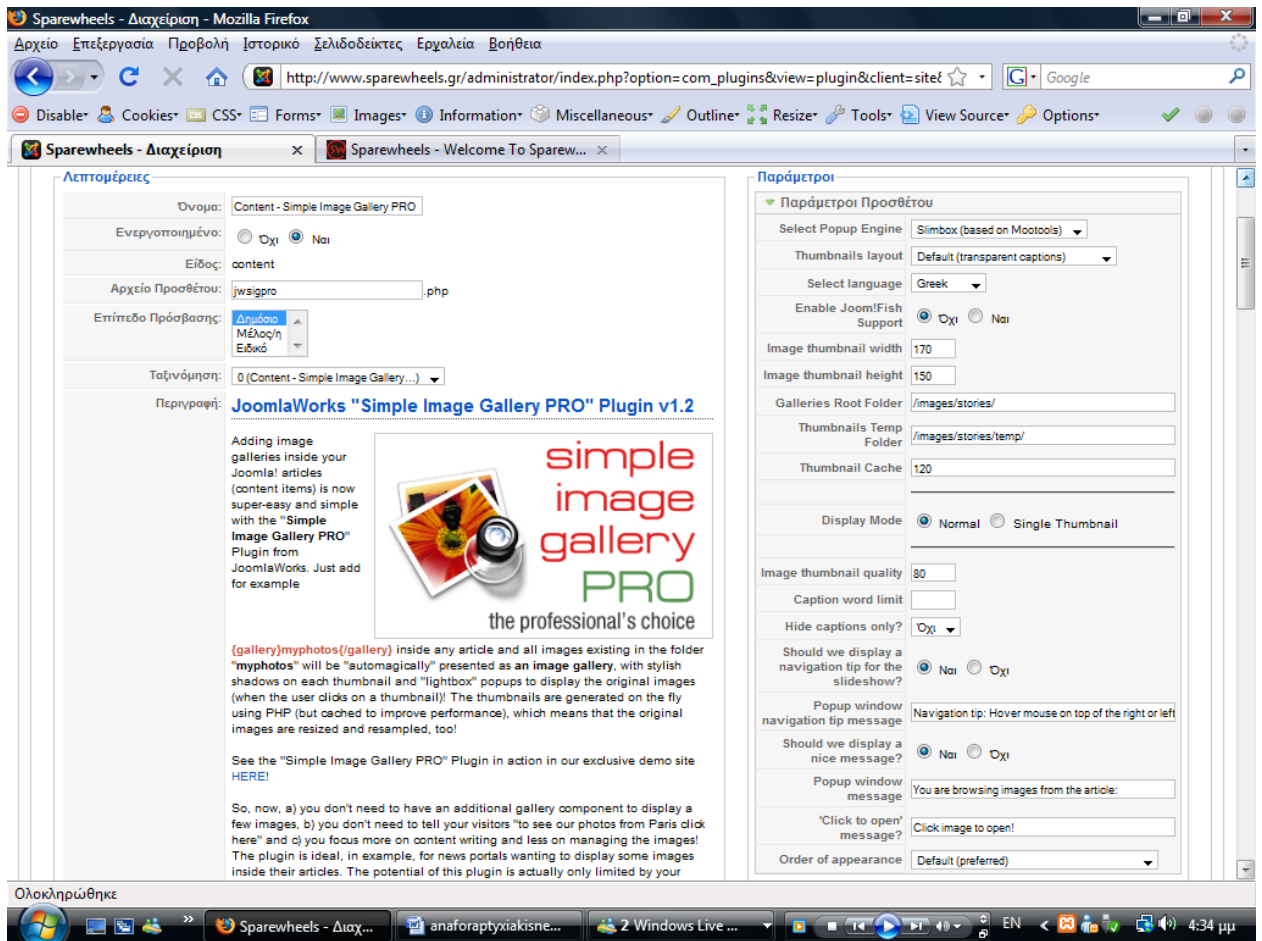 Sparewheels - Διαχείριση - Mozilla Firefox
Αρχείο Επεξεργασία Προβολή Ιστορικό Σελιδοδείκτες Εργαλεία Βοήθεια
http://www.sparewheels.gr/administrator/index.php?option=com_plugins&view=plugin&client=site&
Google
Disable Cookies CSS Forms Images Information Miscellaneous Outline Resize Tools View Source Options
Sparewheels - Διαχείριση
Sparewheels - Welcome To Sparew...
Λεπτομέρειες
Όνομα: Content - Simple Image Gallery PRO
Ενεργοποιημένο: Όχι Ναι
Είδος: content
Αρχείο Προσθέτου: jwsigpro .php
Επίπεδο Πρόσβασης: Δημόσιο
Μέλος/η
Ειδικό
Ταξινόμηση: 0 (Content - Simple Image Gallery...)
Περιγραφή: JoomlaWorks "Simple Image Gallery PRO" Plugin v1.2
Adding image
galleries inside your
Joomla! articles
(content items) is now
super-easy and simple
with the "Simple
Image Gallery PRO"
Plugin from
JoomlaWorks. Just add
for example
simple
image
gallery
PRO
the professional's choice
{gallery}myphotos{/gallery} inside any article and all images existing in the folder
"myphotos" will be "automagically" presented as an image gallery, with stylish
shadows on each thumbnail and "lightbox" popups to display the original images
(when the user clicks on a thumbnail)! The thumbnails are generated on the fly
using PHP (but cached to improve performance), which means that the original
images are resized and resampled, too!
See the "Simple Image Gallery PRO" Plugin in action in our exclusive demo site
HERE!
So, now, a) you don't need to have an additional gallery component to display a
few images, b) you don't need to tell your visitors "to see our photos from Paris click
here" and c) you focus more on content writing and less on managing the images!
The plugin is ideal, in example, for news portals wanting to display some images
inside their articles. The potential of this plugin is actually only limited by your
Παράμετροι
Παράμετροι Προσθέτου
Select Popup Engine Slimbox (based on Mootools)
Thumbnails layout Default (transparent captions)
Select language Greek
Enable Joom!Fish
Support Όχι Ναι
Image thumbnail width 170
Image thumbnail height 150
Galleries Root Folder /images/stories/
Thumbnails Temp
Folder /images/stories/temp/
Thumbnail Cache 120
Display Mode Normal Single Thumbnail
Image thumbnail quality 80
Caption word limit
Hide captions only? Όχι
Should we display a
navigation tip for the
slideshow? Ναι Όχι
Popup window
navigation tip message Navigation tip: Hover mouse on top of the right or left
Should we display a
nice message? Ναι Όχι
Popup window
message You are browsing images from the article:
'Click to open'
message? Click image to open!
Order of appearance Default (preferred)
Ολοκληρώθηκε
Sparewheels - Διαχ... anaforaptyxiakisne... 2 Windows Live ... EN 4:34 μμ